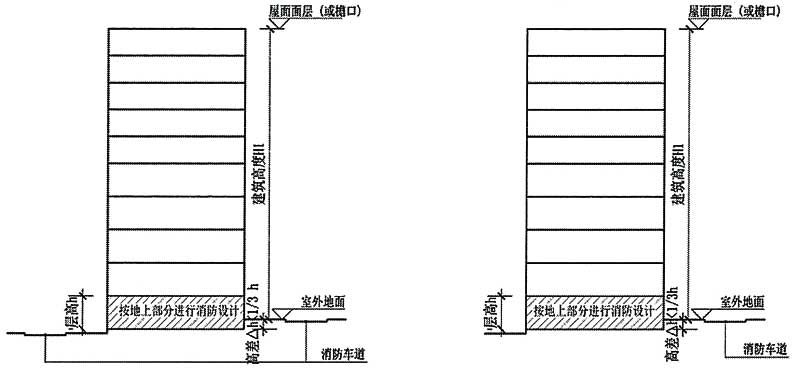 屋面面层（或檐口）
建筑高度H1
层高h
按地上部分进行消防设计
高差△h<1/3 h
室外地面
消防车道
屋面面层（或檐口）
建筑高度H1
层高h
按地上部分进行消防设计
高差△h<1/3h
室外地面
消防车道